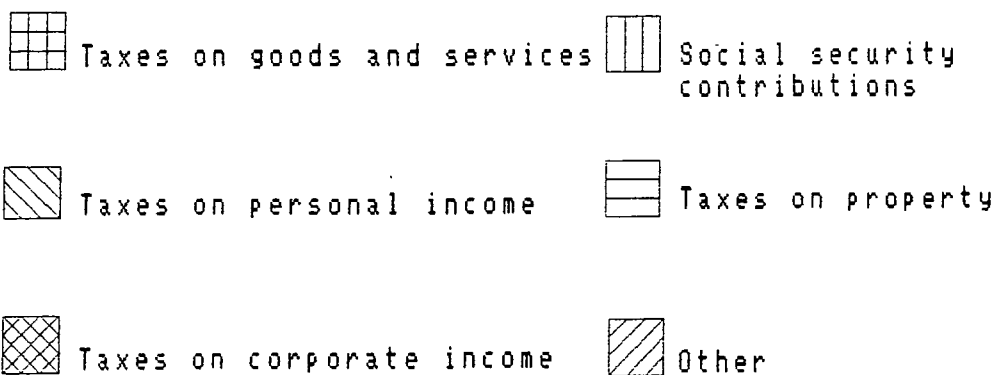 Taxes on goods and services
Social security
contributions
Taxes on personal income
Taxes on property
Taxes on corporate income
Other